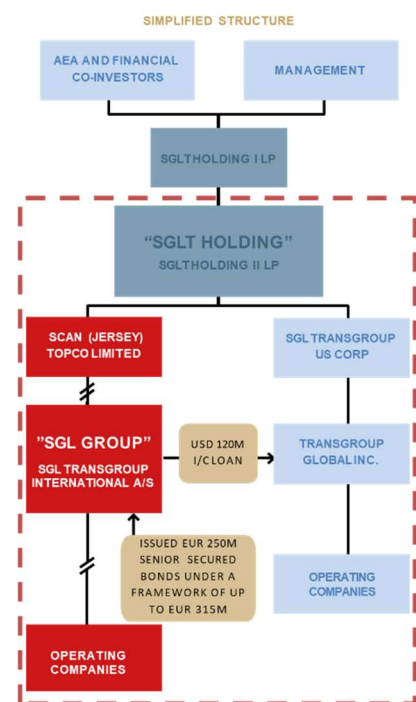 SIMPLIFIED STRUCTURE
AEA AND FINANCIAL
CO-INVESTORS
MANAGEMENT
SGLTHOLDING I LP
"SGLT HOLDING"
SGLTHOLDING II LP
SCAN (JERSEY)
TOPCO LIMITED
SGL TRANSGROUP
US CORP
"SGL GROUP"
SGL TRANSGROUP
INTERNATIONAL A/S
USD 120M
I/C LOAN
TRANSGROUP
GLOBAL INC.
ISSUED EUR 250M
SENIOR SECURED
BONDS UNDER A
FRAMEWORK OF UP
TO EUR 315M
OPERATING
COMPANIES
OPERATING
COMPANIES